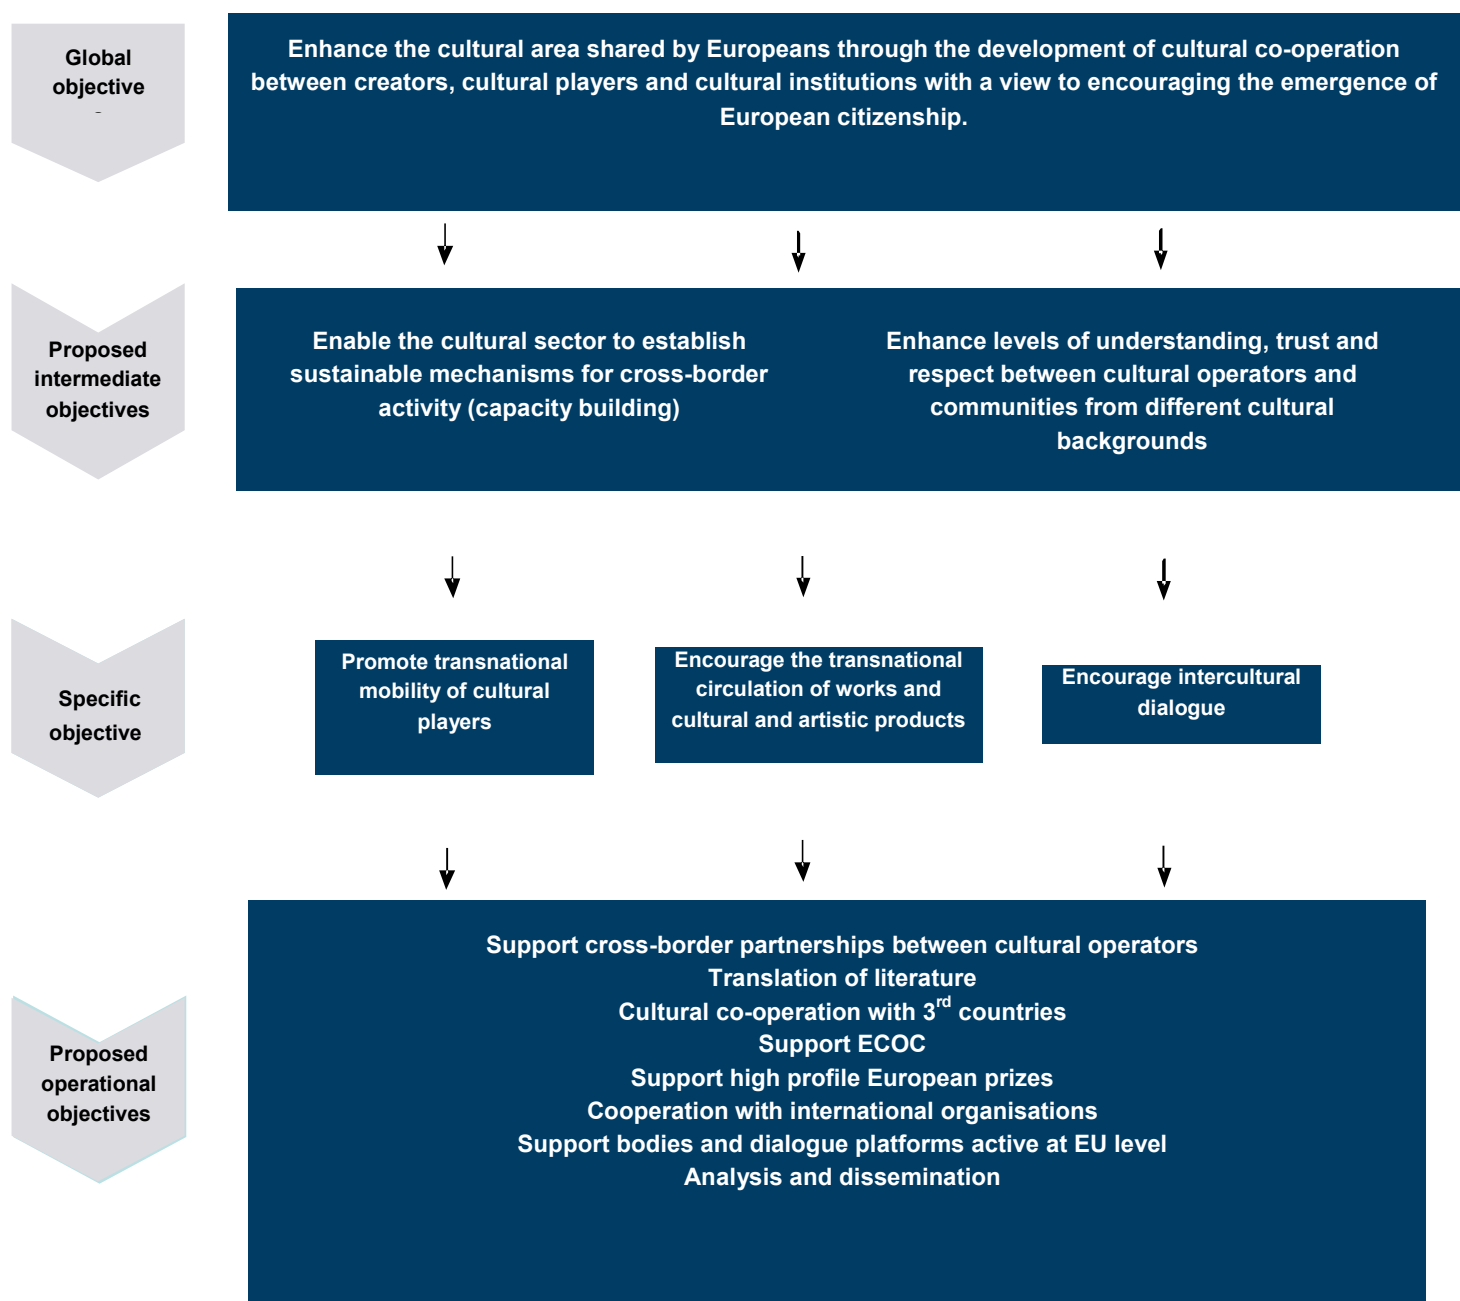 Global
objective
Enhance the cultural area shared by Europeans through the development of cultural co-operation
between creators, cultural players and cultural institutions with a view to encouraging the emergence of
European citizenship.
Proposed
intermediate
objectives
Enable the cultural sector to establish
sustainable mechanisms for cross-border
activity (capacity building)
Enhance levels of understanding, trust and
respect between cultural operators and
communities from different cultural
backgrounds
Specific
objective
Promote transnational
mobility of cultural
players
Encourage the transnational
circulation of works and
cultural and artistic products
Encourage intercultural
dialogue
Proposed
operational
objectives
Support cross-border partnerships between cultural operators
Translation of literature
Cultural co-operation with 3rd countries
Support ECOC
Support high profile European prizes
Cooperation with international organisations
Support bodies and dialogue platforms active at EU level
Analysis and dissemination